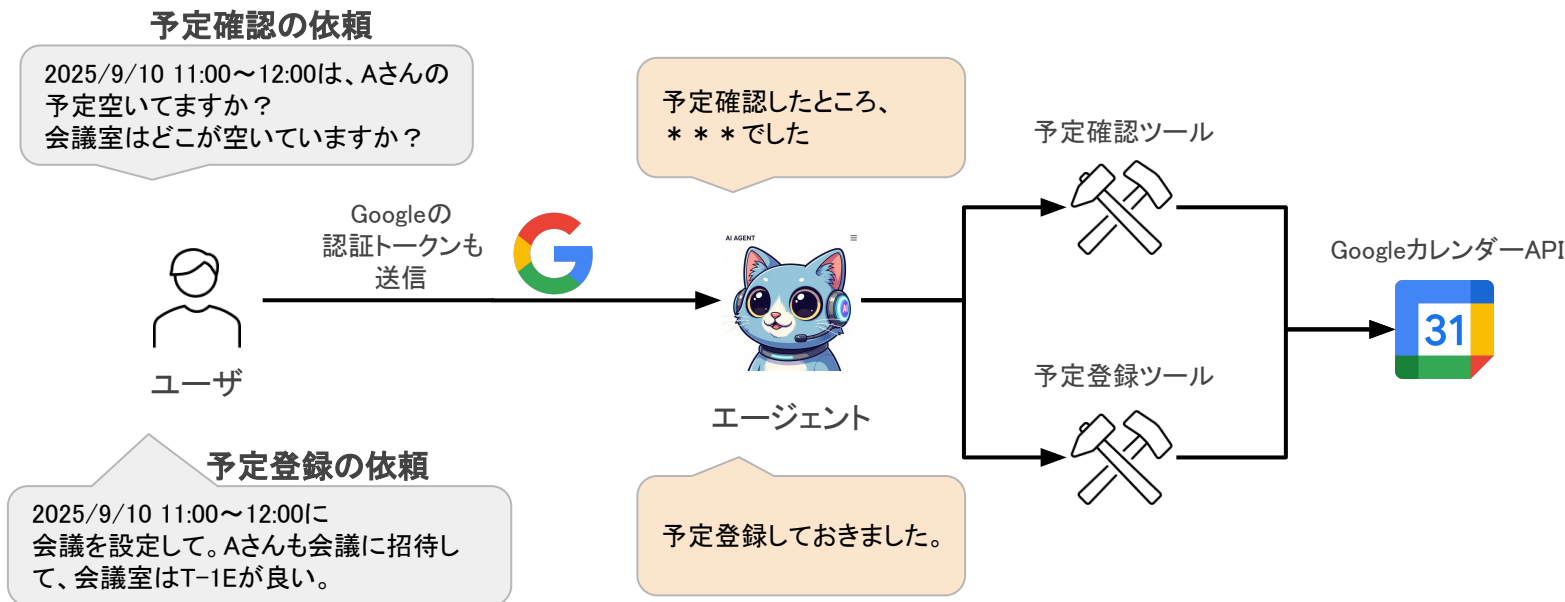 予定確認の依頼
2025/9/10 11:00～12:00は、Aさんの
予定空いてますか？
会議室はどこが空いていますか？
予定確認したところ、
＊＊＊でした
予定確認ツール
Googleの
認証トークンも
送信
AI AGENT
GoogleカレンダーAPI
31
ユーザ
エージェント
予定登録ツール
予定登録の依頼
2025/9/10 11:00～12:00に
会議を設定して。Aさんも会議に招待し
て、会議室はT-1Eが良い。
予定登録しておきました。